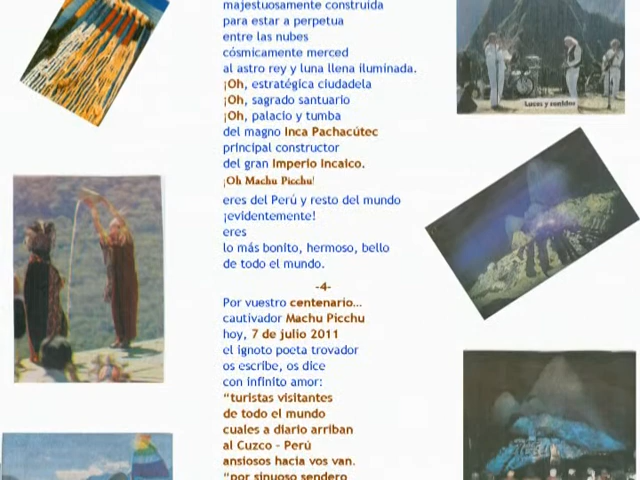 majestuosamente construida
para estar a perpetua
entre las nubes
cósmicamente merced
al astro rey y luna llena iluminada.
¡Oh, estratégica ciudadela
¡Oh, sagrado santuario
¡Oh, palacio y tumba
del magno Inca Pachacútec
principal constructor
del gran Imperio Incaico.
¡Oh Machu Picchu!
eres del Perú y resto del mundo
¡evidentemente!
eres
lo más bonito, hermoso, bello
de todo el mundo.
-4-
Por vuestro centenario...
cautivador Machu Picchu
hoy, 7 de julio 2011
el ignoto poeta trovador
os escribe, os dice
con infinito amor:
"turistas visitantes
de todo el mundo
cuales a diario arriban
al Cuzco - Perú
ansiosos hacia vos van.
"por sinuoso sendero
Luces y sonidos